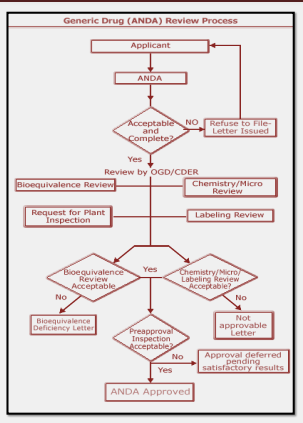 Generic Drug (ANDA) Review Process
Applicant
ANDA
Acceptable
and
Complete?
NO
Refuse to File-
Letter Issued
Yes
Review by OGD/CDER
Bioequivalence Review
Chemistry/Micro
Review
Request for Plant
Inspection
Labeling Review
Bioequivalence
Review
Acceptable
Yes
Chemistry/Micro/
Labeling Review
Acceptable?
No
No
Bioequivalence
Deficiency Letter
Preapproval
Inspection
Acceptable?
Not
approvable
Letter
No
Approval deferred
pending
satisfactory results
Yes
ANDA Approved